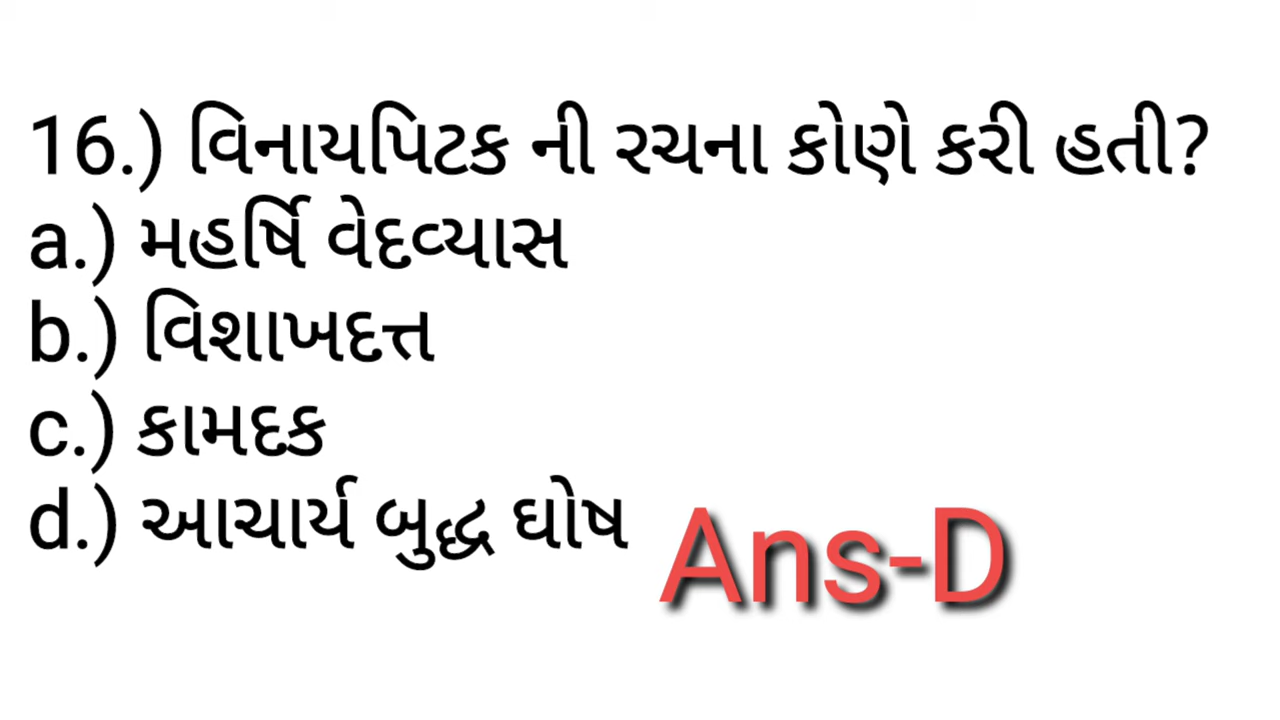 16.) વિનાયપિટક ની રચના કોણે કરી હતી?
a.) મહર્ષિ વેદવ્યાસ
b.) વિશાખદત્ત
c.) કામદક
d.) આચાર્ય બુદ્ધ ઘોષ
Ans-D